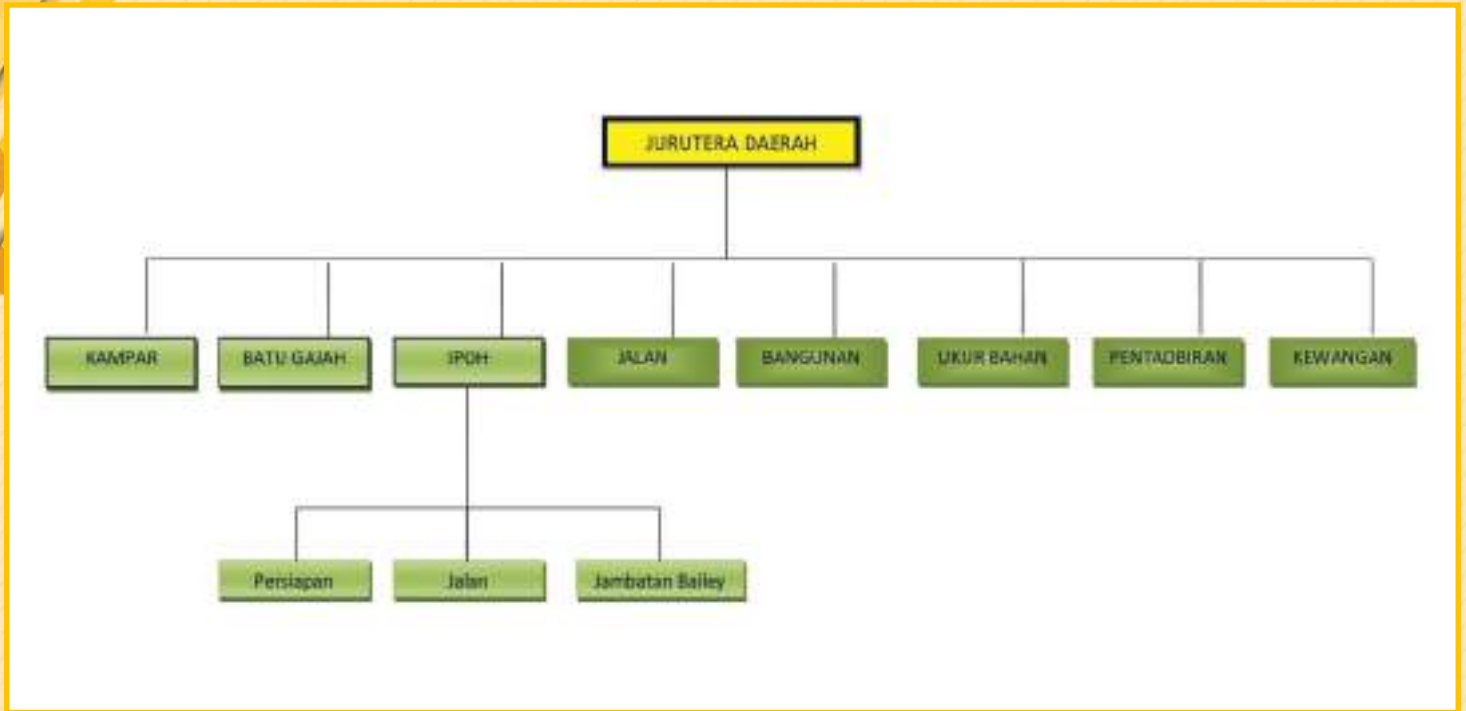 JURUTERA DAERAH
KAMPAR
BATU GAJAH
IPOH
JALAN
BANGUNAN
UKUR BAHAN
PENTADBIRAN
KEWANGAN
Persiapan
Jalan
Jambatan Bailey